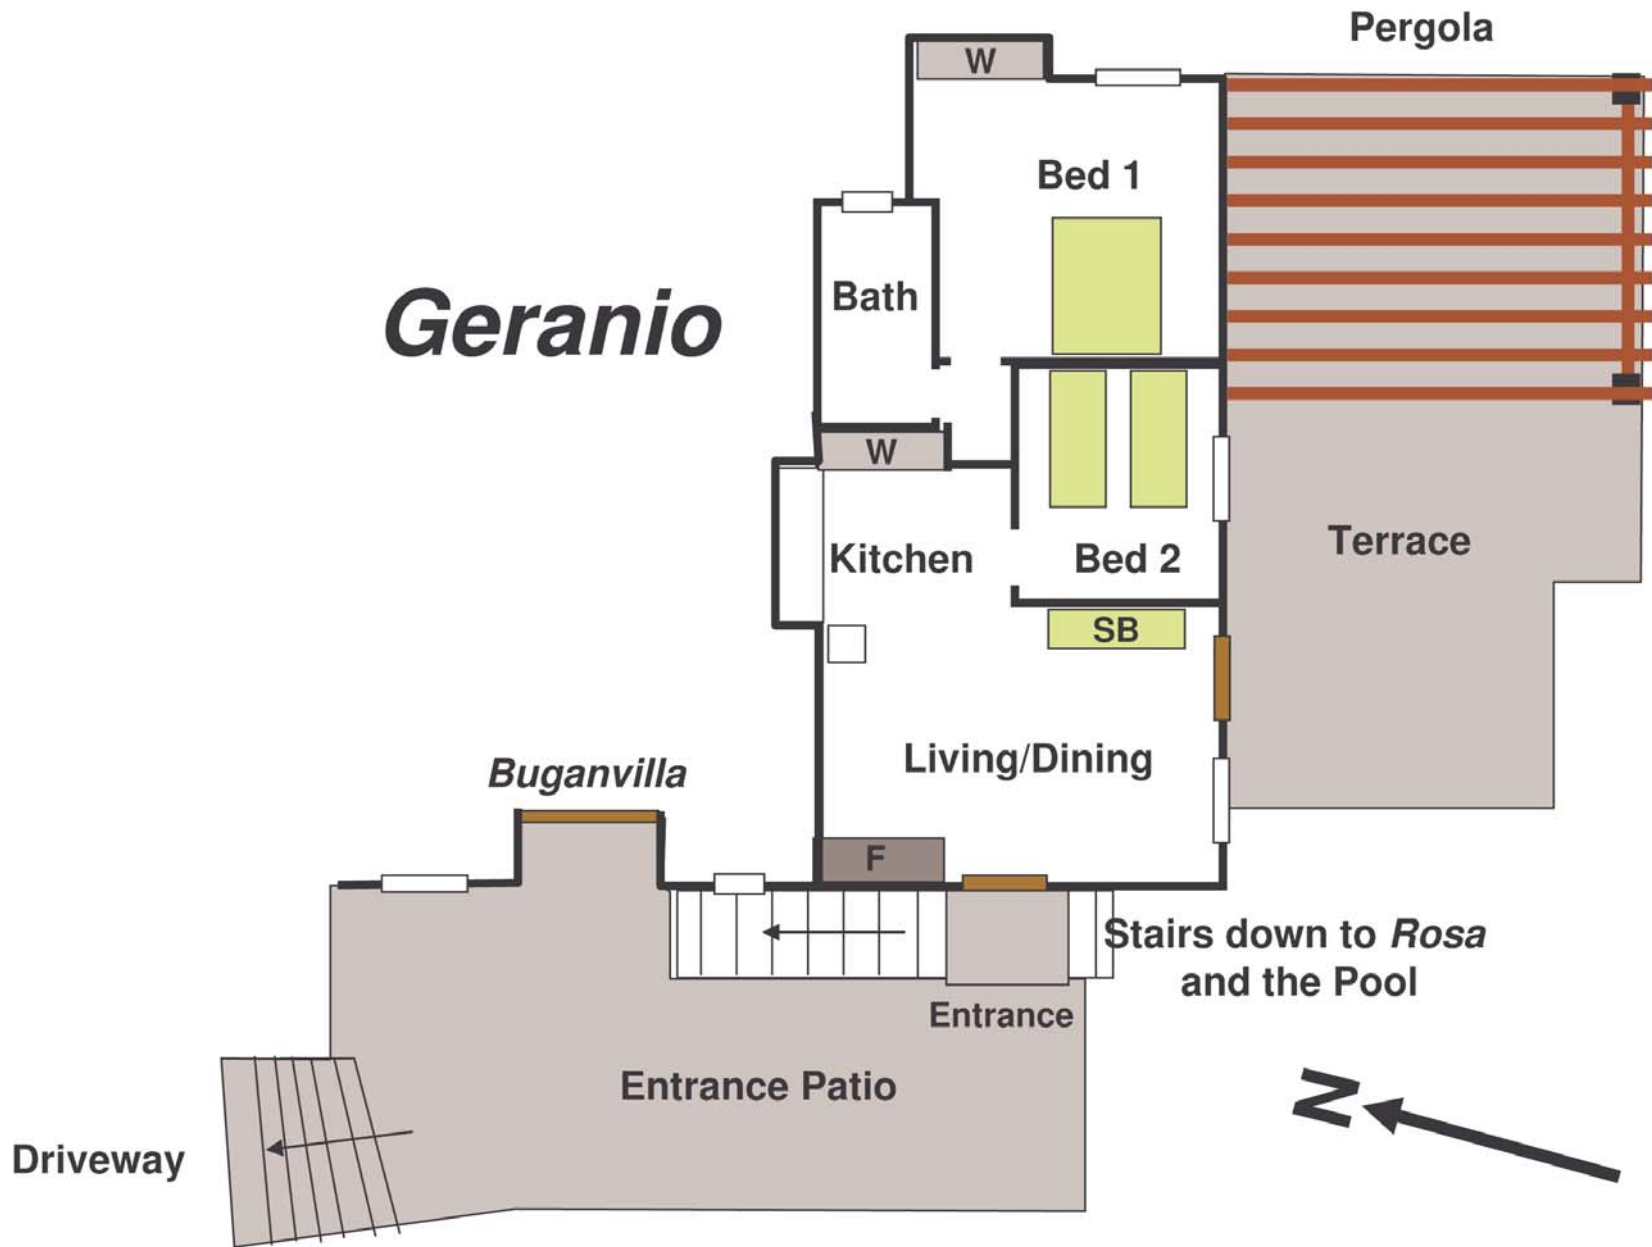 Pergola
W
Bed 1
Geranio
Bath
W
Kitchen
Bed 2
Terrace
SB
Living/Dining
Buganvilla
F
Stairs down to Rosa
and the Pool
Entrance
Entrance Patio
N
Driveway